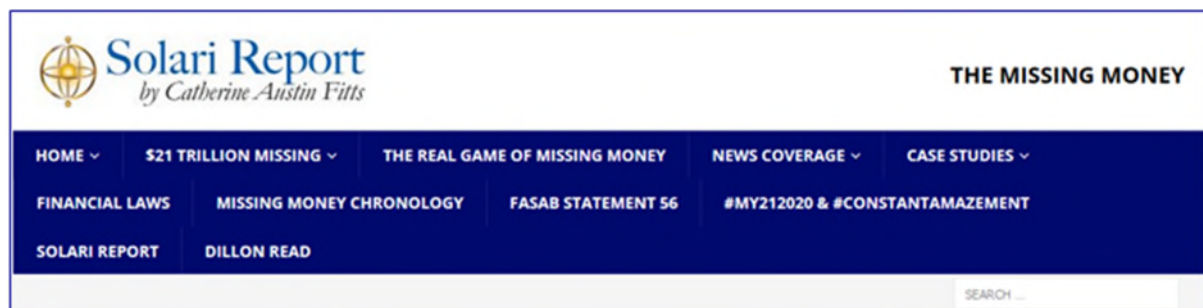 Solari Report
by Catherine Austin Fitts
THE MISSING MONEY
HOME $21 TRILLION MISSING THE REAL GAME OF MISSING MONEY NEWS COVERAGE CASE STUDIES
FINANCIAL LAWS MISSING MONEY CHRONOLOGY FASAB STATEMENT 56 #MY212020 & #CONSTANTAMAZEMENT
SOLARI REPORT DILLON READ
SEARCH ...